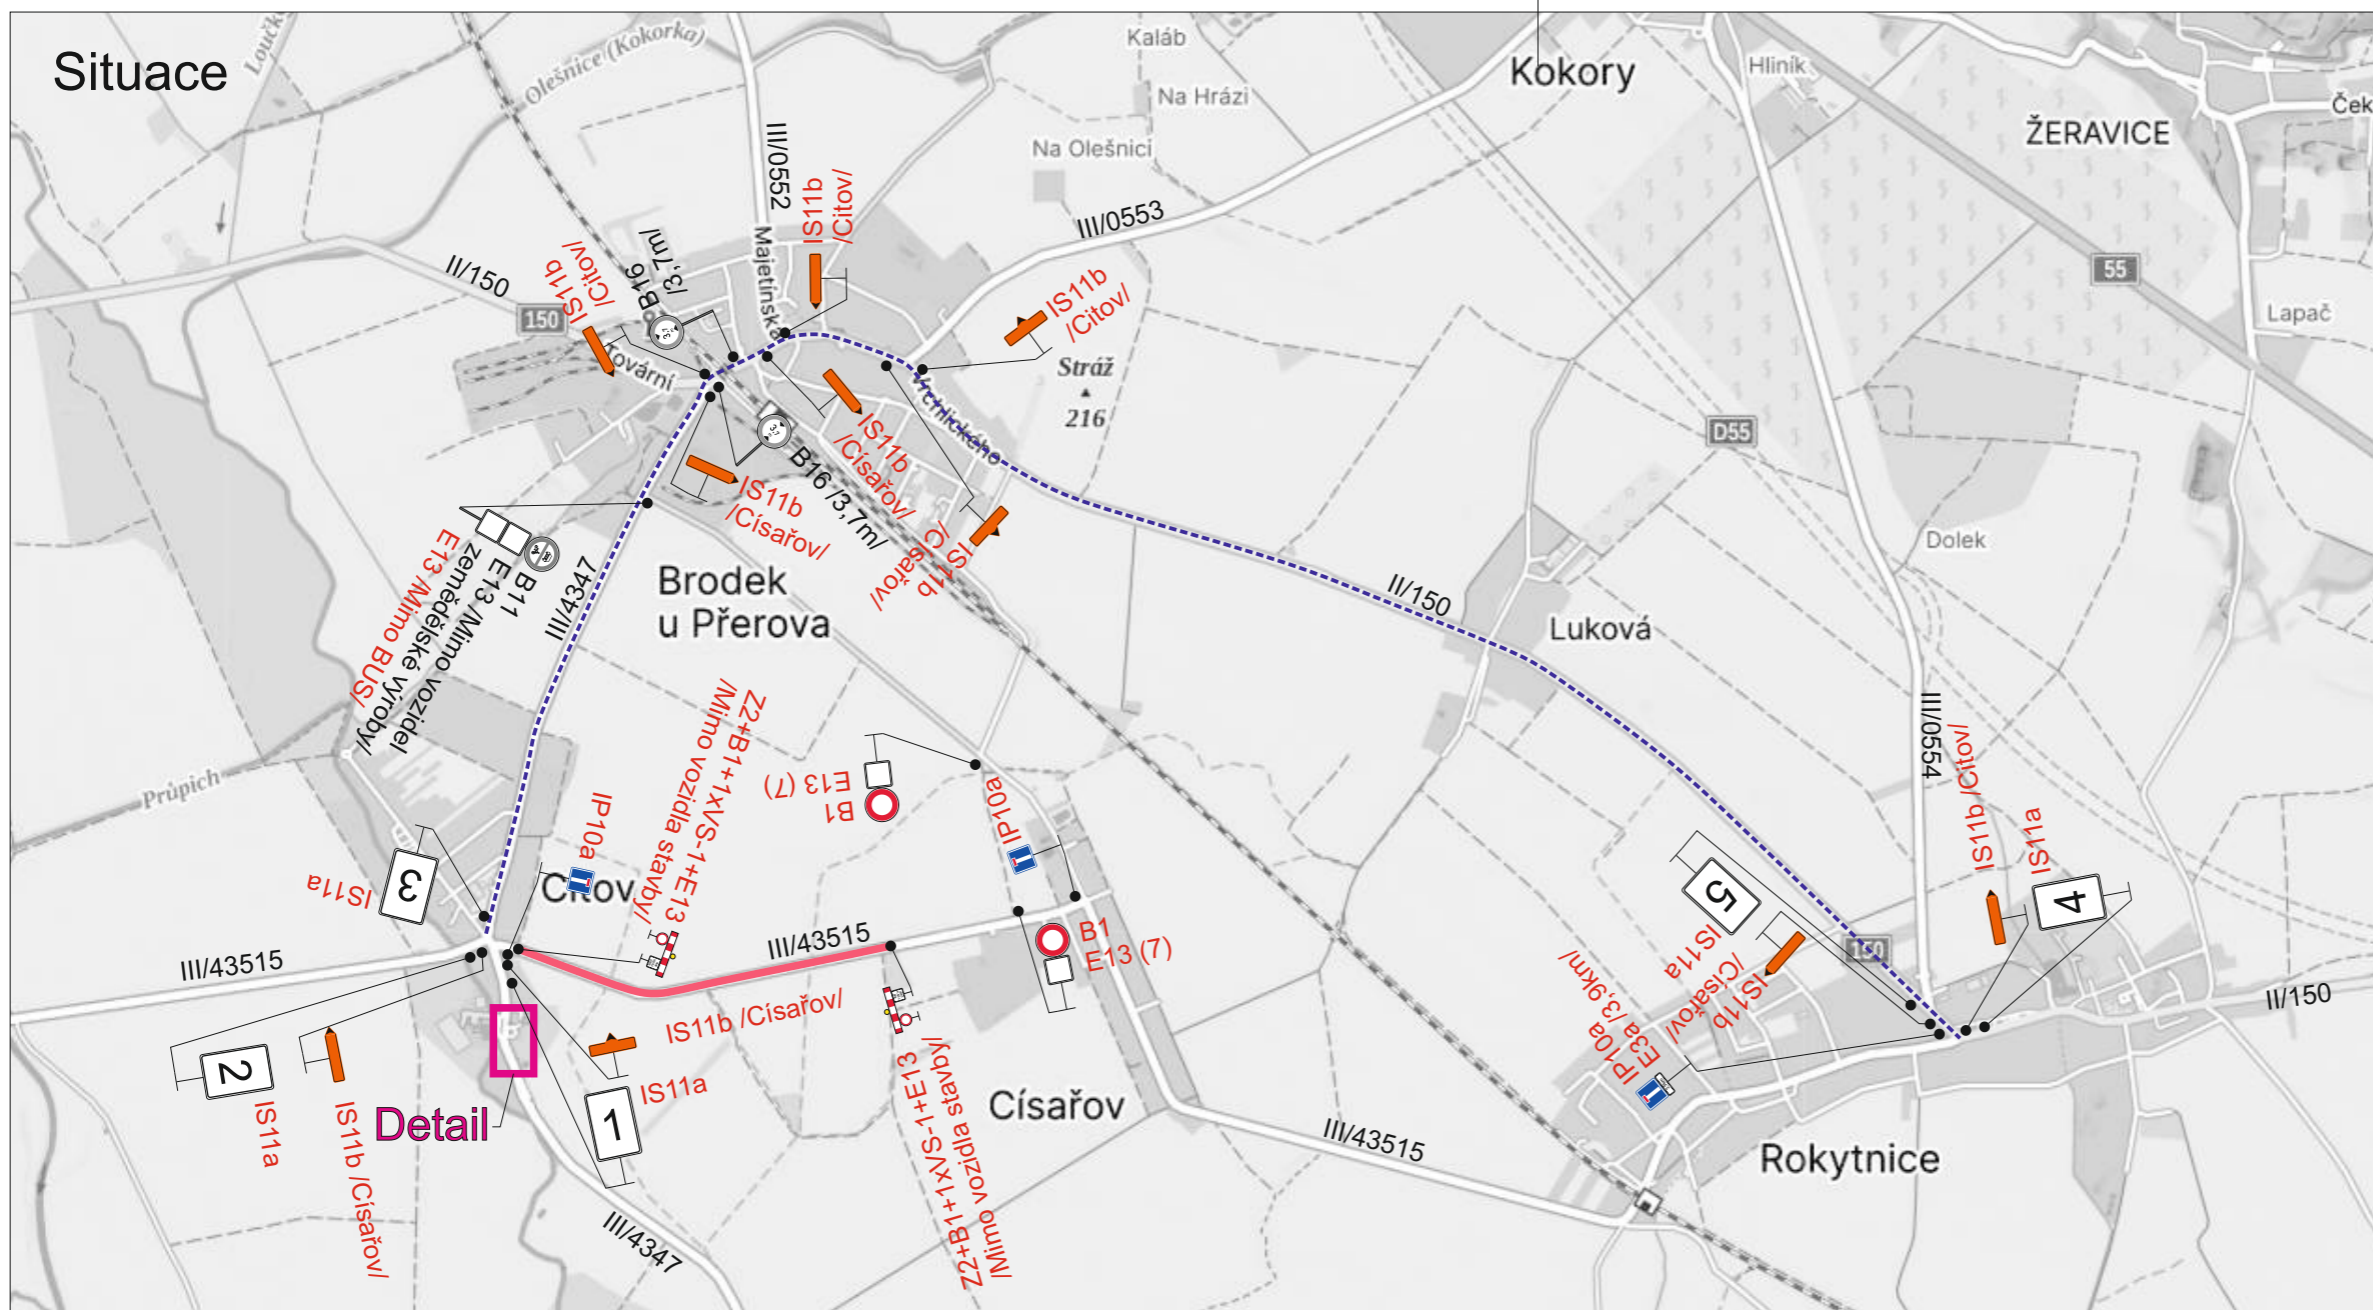 Situace
Loučk
Olešnice (Kokorka)
Kaláb
Na Hrázi
Na Olešnici
Kokory
Hliník
ŽERAVICE
Ček
55
Lapač
III/0552
IS11b
/Citov/
III/0553
Majetínská
II/150
150
IS11b
/Citov/
B16
/3,7m/
Tovární
IS11b
/Citov/
Stráž
216
Vrchlického
IS11b
/Císařov/
IS11b
/Císařov/
B16 /3,7m/
3,7
IS11b
/Císařov/
D55
Dolek
II/150
Luková
Brodek
u Přerova
III/4347
B11
E13 /Mimo vozidel
zemědělské výroby/
E13 /Mimo BUS/
Průpich
Z2+B1+1xVS-1+E13
/Mimo vozidla stavby/
E13 (7)
B1
IP10a
IP10a
Citov
3
IS11a
III/43515
III/43515
B1
E13 (7)
IS11b /Císařov/
2
IS11a
IS11b /Císařov/
Detail
1
IS11a
III/4347
Z2+B1+1xVS-1+E13
/Mimo vozidla stavby/
Císařov
III/43515
III/0554
IS11b /Citov/
IS11a
4
5
IS11a
IS11b
/Císařov/
IP10a
E3a /3,9km/
150
II/150
Rokytnice